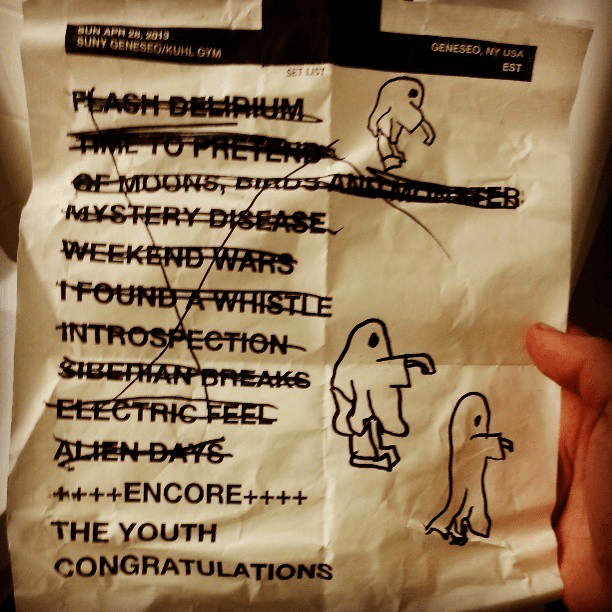 SUN APR 28, 2013
SUNY GENESEO/KUHL GYM
GENESEO, NY USA
EST
SET LIST
FLASH DELIRIUM
TIME TO PRETEND
OF MOONS, BIRDS AND MONSTER
MYSTERY DISEASE
WEEKEND WARS
I FOUND A WHISTLE
INTROSPECTION
SIBERIAN BREAKS
ELECTRIC FEEL
ALIEN DAYS
++++ENCORE++++
THE YOUTH
CONGRATULATIONS